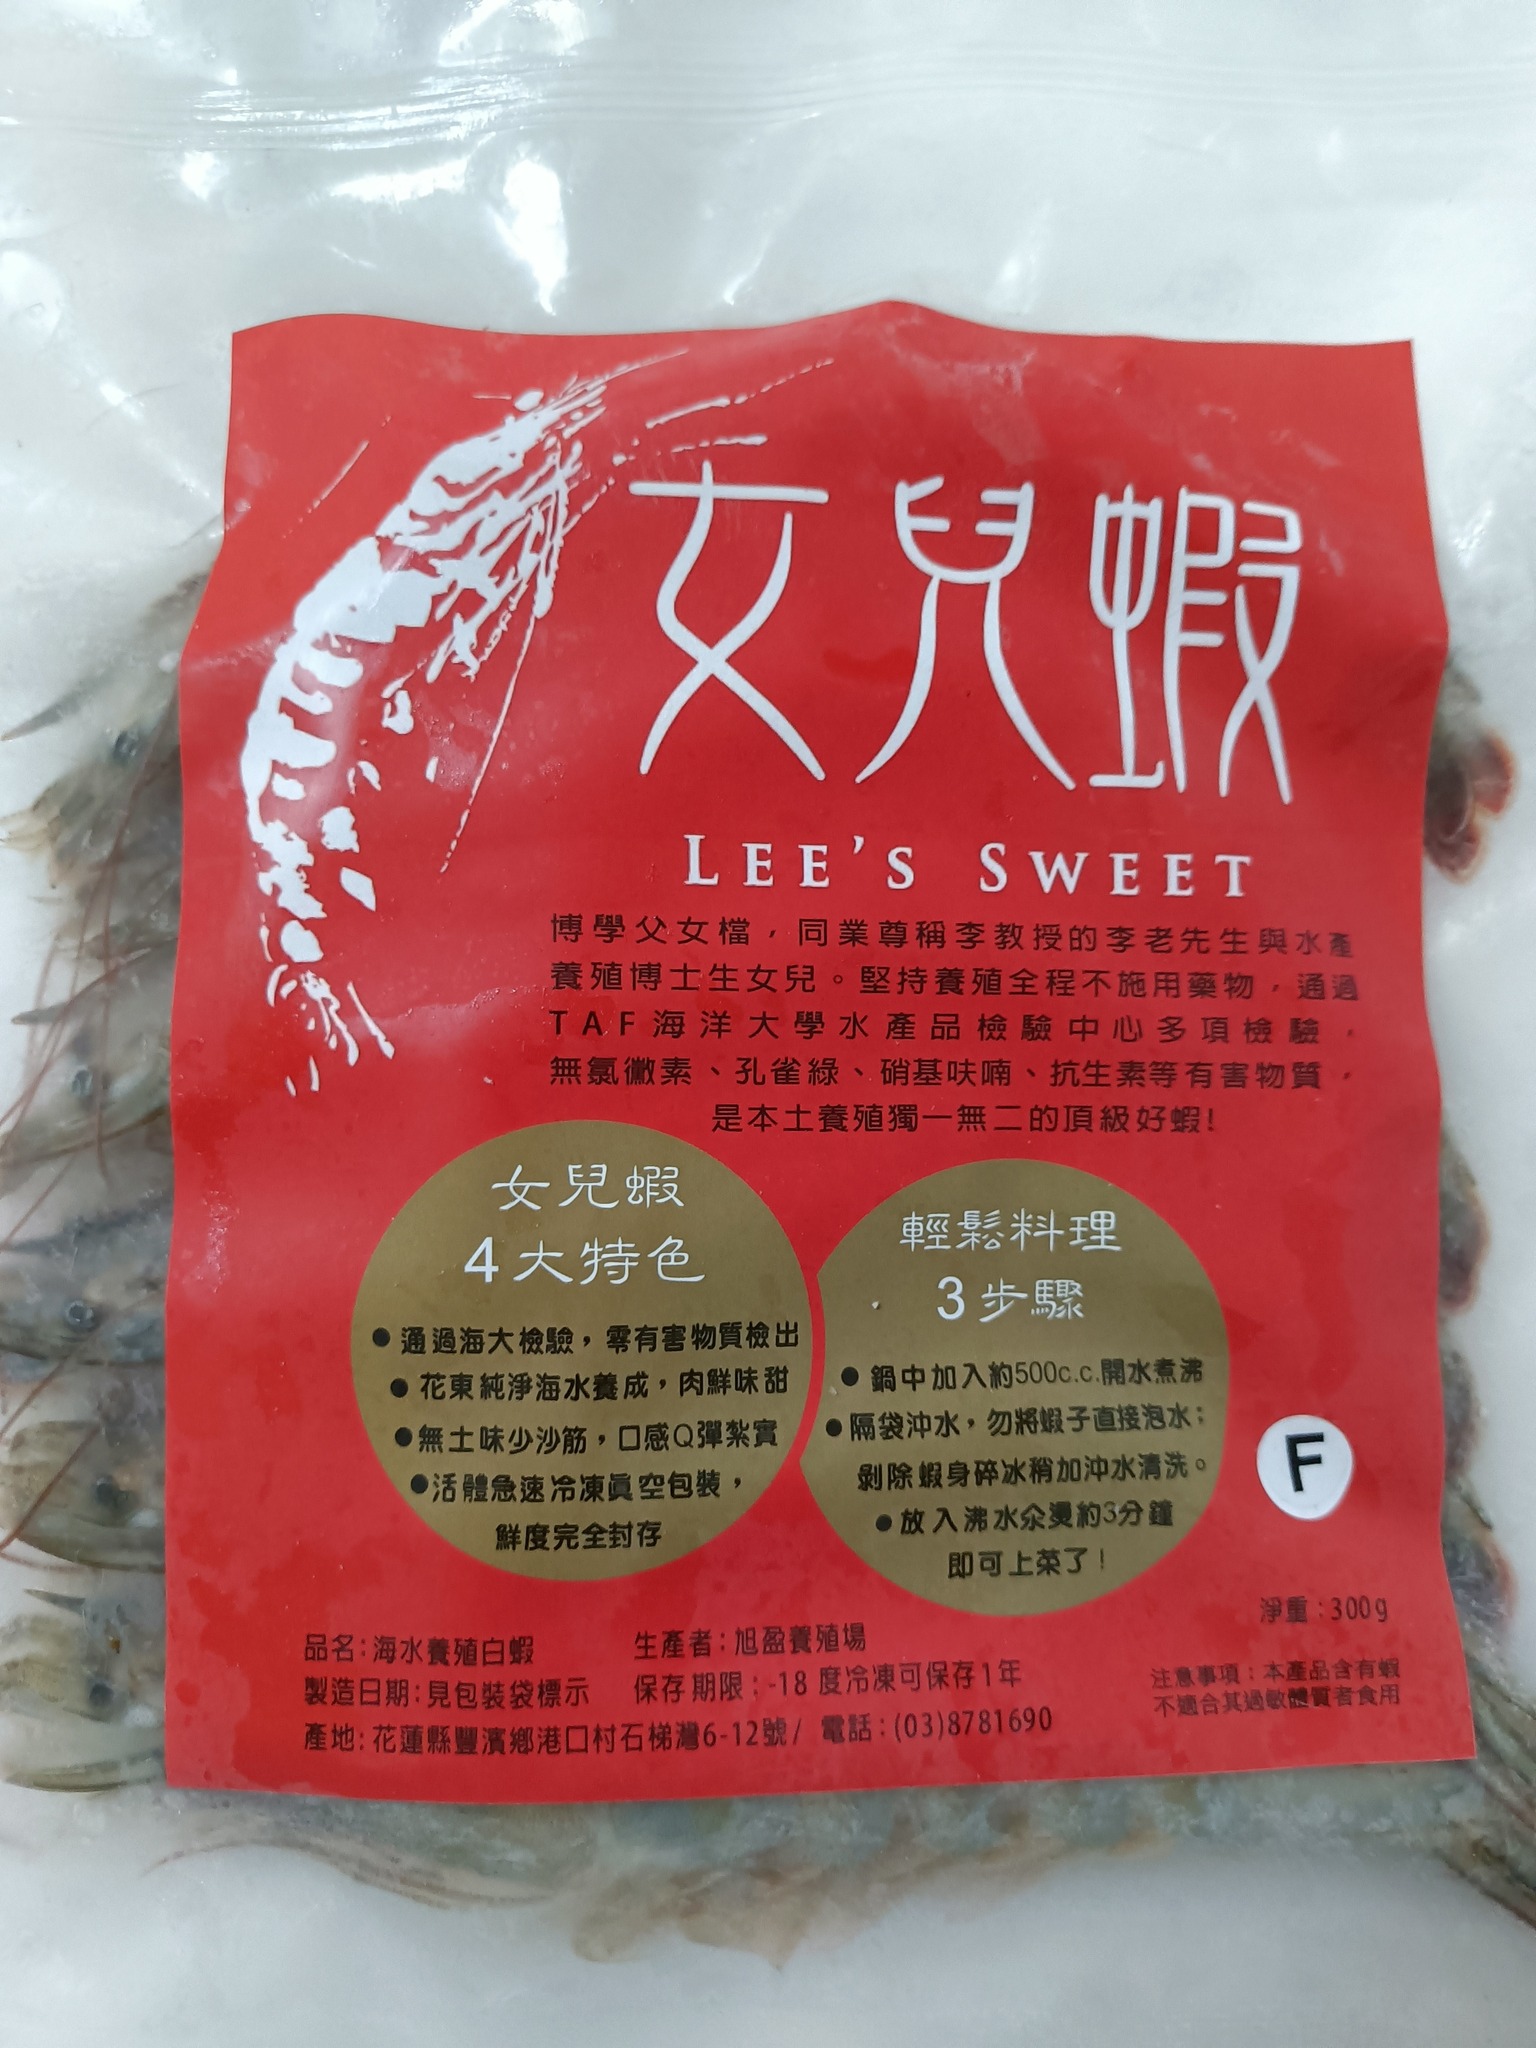 女兒蝦
LEE'S SWEET
博學父女檔，同業尊稱李教授的李老先生與水產
養殖博士生女兒。堅持養殖全程不施用藥物，通過
TAF海洋大學水產品檢驗中心多項檢驗，
無氯黴素、孔雀綠、硝基呋喃、抗生素等有害物質，
是本土養殖獨一無二的頂級好蝦!
女兒蝦
4大特色
●通過海大檢驗，零有害物質檢出
●花東純淨海水養成，肉鮮味甜
●無土味少沙筋，口感Q彈紮實
●活體急速冷凍真空包裝，
鮮度完全封存
輕鬆料理
3步驟
●鍋中加入約500c.c.開水煮沸
●隔袋沖水，勿將蝦子直接泡水；
剝除蝦身碎冰稍加沖水清洗。
●放入沸水汆燙約3分鐘
即可上菜了!
F
淨重：300g
品名：海水養殖白蝦
生產者：旭盈養殖場
製造日期：見包裝袋標示
保存期限：-18度冷凍可保存1年
產地：花蓮縣豐濱鄉港口村石梯灣6-12號/ 電話：(03)8781690
注意事項：本產品含有蝦
不適合其過敏體質者食用